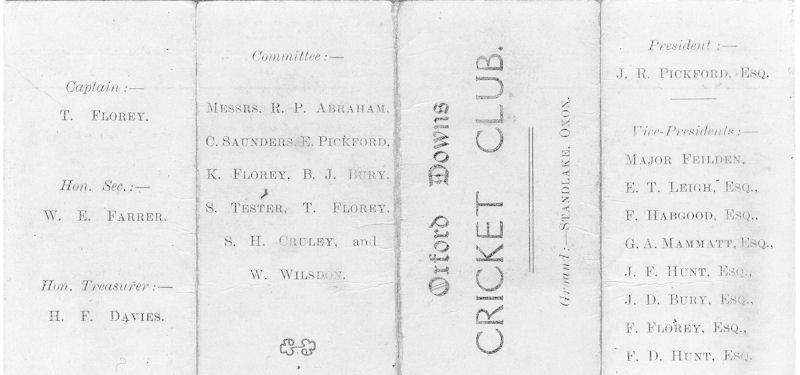 Captain :—
T. FLOREY.
Hon. Sec. :—
W. E. FARRER.
Hon. Treasurer :—
H. F. DAVIES.
Committee :—
MESSRS. R. P. ABRAHAM,
C. SAUNDERS, E. PICKFORD,
K. FLOREY, B. J. BURY,
S. TESTER, T. FLOREY,
S. H. CRULEY, and
W. WILSDON.
Oxford Downs
CRICKET CLUB.
Ground :—STANDLAKE, OXON.
President :—
J. R. PICKFORD, ESQ.
Vice-Presidents :—
MAJOR FEILDEN,
E. T. LEIGH, ESQ.,
F. HABGOOD, ESQ.,
G. A. MAMMATT, ESQ.,
J. F. HUNT, ESQ.,
J. D. BURY, ESQ.,
F. FLOREY, ESQ.,
F. D. HUNT, ESQ.